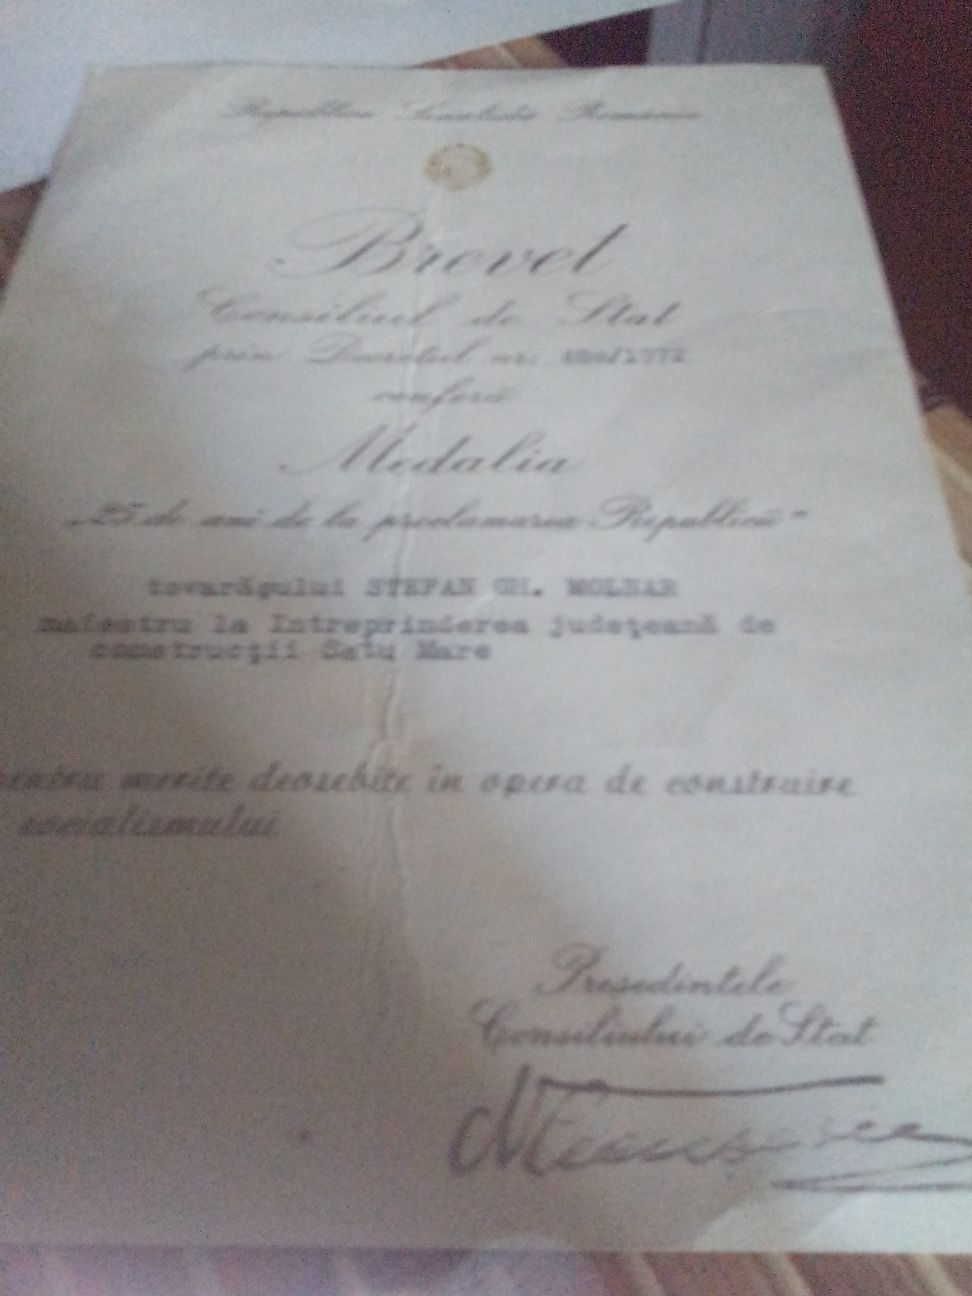 Republica Socialistă România
Brevet
Consiliul de Stat
prin Decretul nr. /1972
conferă
Medalia
„25 de ani de la proclamarea Republicii”
tovarăşului STEFAN GH. MOLNAR
maiestru la Intreprinderea judeţeană de
construcţii Satu Mare
pentru merite deosebite în opera de construire
a socialismului
Preşedintele
Consiliului de Stat